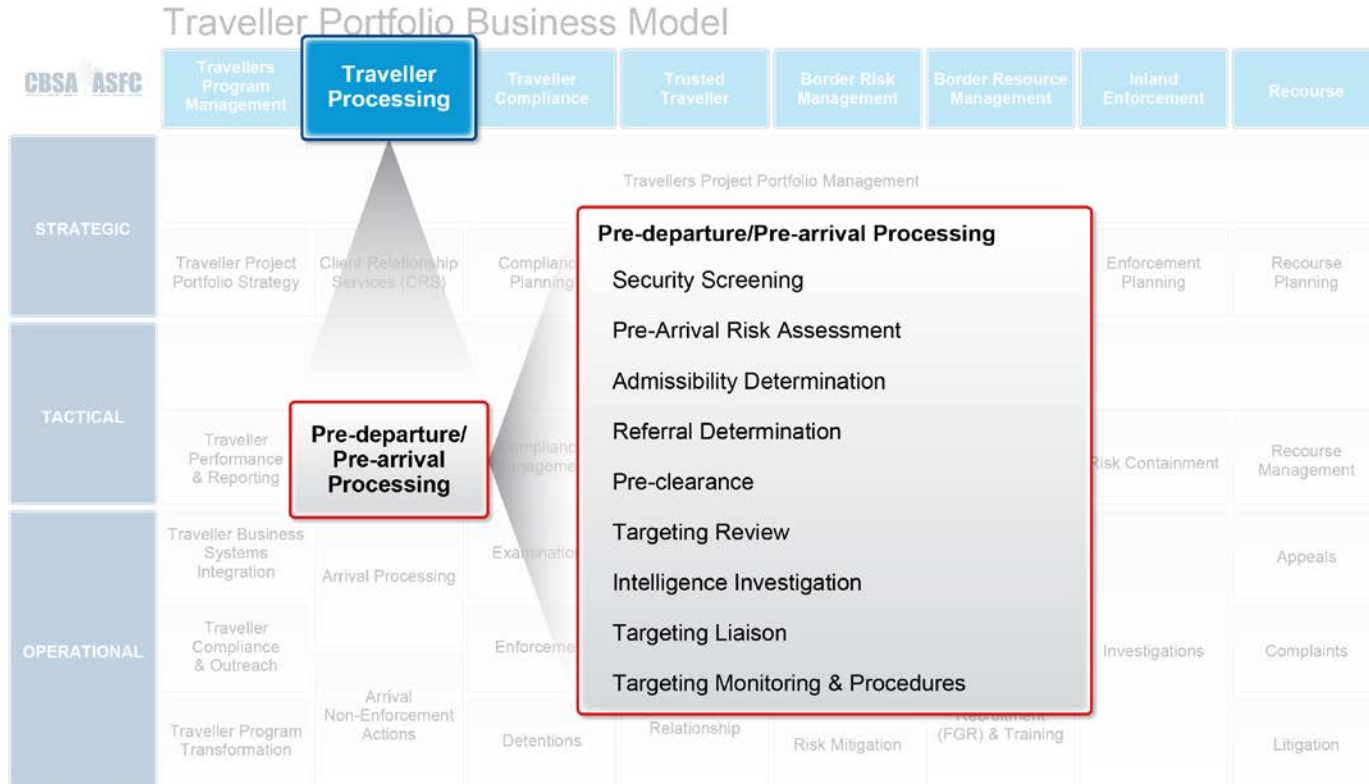 Traveller Portfolio Business Model
CBSA ASFC
Travellers
Program
Management
Traveller
Processing
Traveller
Compliance
Trusted
Traveller
Border Risk
Management
Border Resource
Management
Inland
Enforcement
Recourse
STRATEGIC
Travellers Project Portfolio Management
Traveller Project
Portfolio Strategy
Client Relationship
Services (CRS)
Planning
Enforcement
Planning
Recourse
Planning
TACTICAL
Traveller
Performance
& Reporting
Pre-departure/
Pre-arrival
Processing
Risk Containment
Recourse
Management
OPERATIONAL
Traveller Business
Systems
Integration
Arrival Processing
Appeals
Traveller
Compliance
& Outreach
Investigations
Complaints
Traveller Program
Transformation
Arrival
Non-Enforcement
Actions
Detentions
Relationship
Risk Mitigation
Recruitment
(FGR) & Training
Litigation
Pre-departure/Pre-arrival Processing
Security Screening
Pre-Arrival Risk Assessment
Admissibility Determination
Referral Determination
Pre-clearance
Targeting Review
Intelligence Investigation
Targeting Liaison
Targeting Monitoring & Procedures